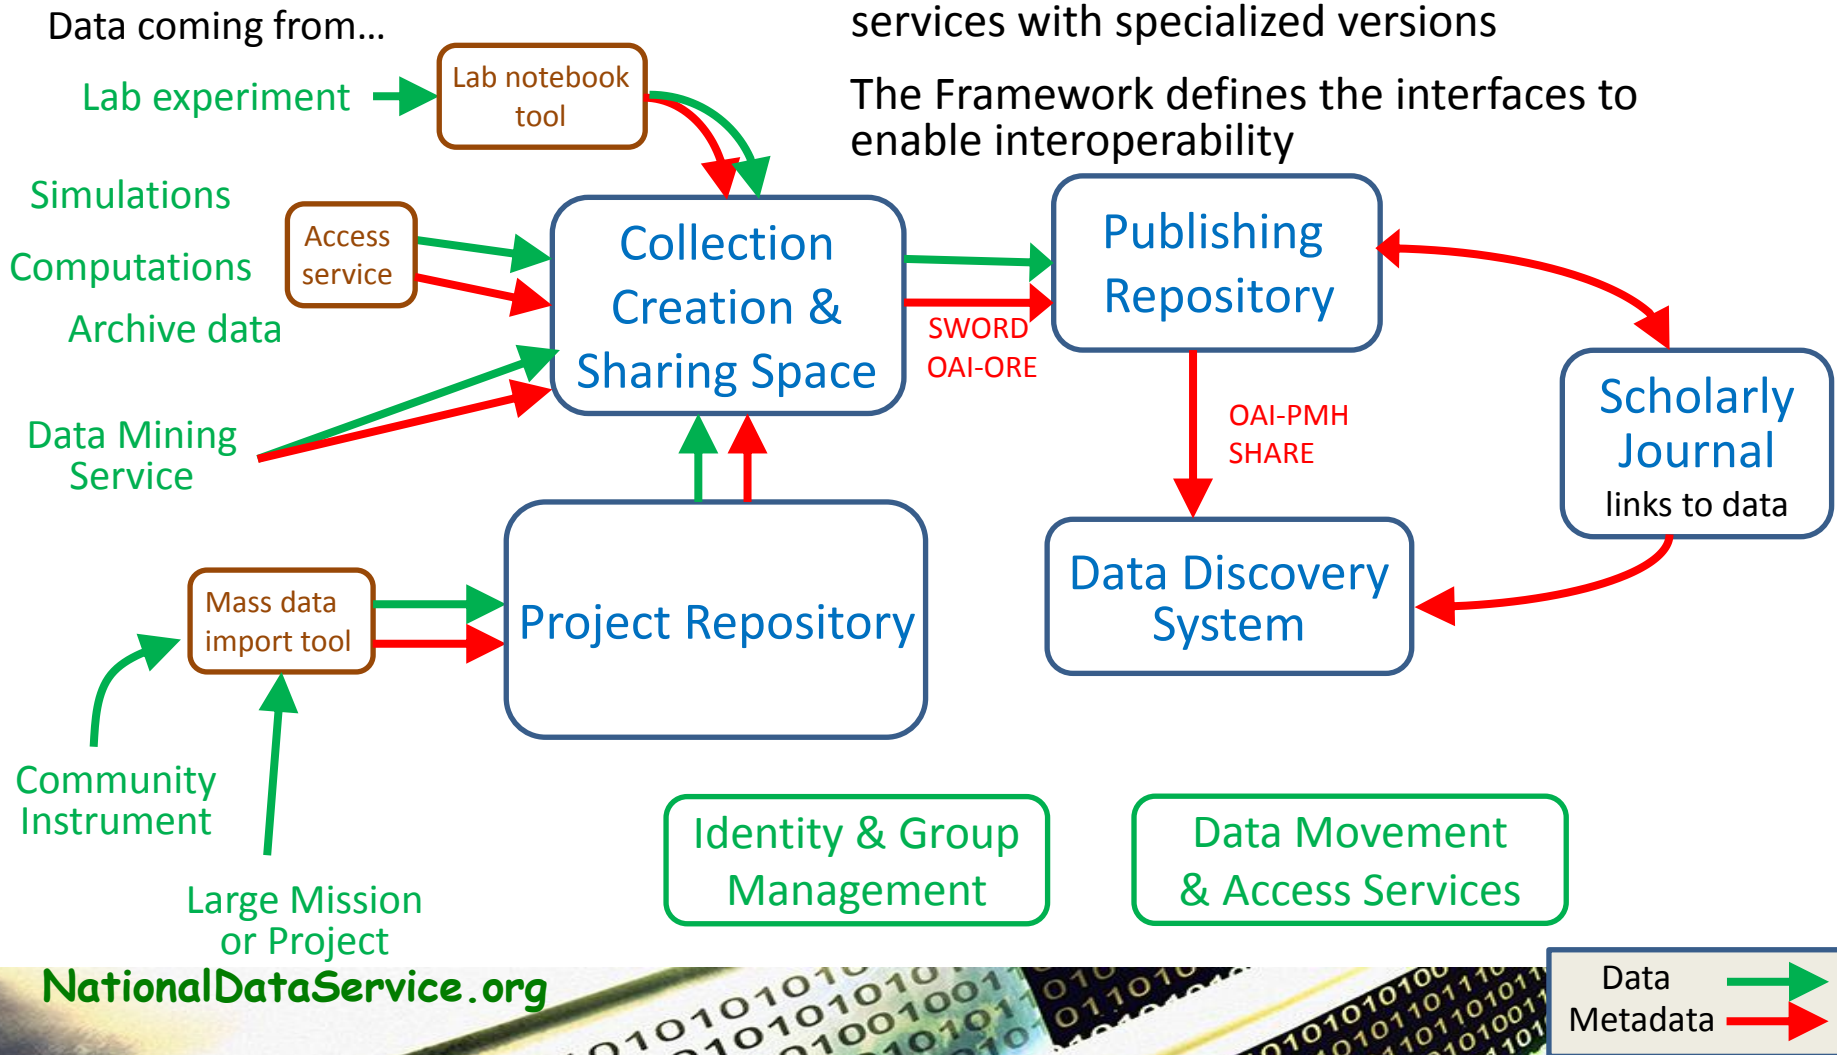 Data coming from...
services with specialized versions
The Framework defines the interfaces to
enable interoperability
Lab experiment
Lab notebook
tool
Simulations
Computations
Archive data
Access
service
Data Mining
Service
Collection
Creation &
Sharing Space
SWORD
OAI-ORE
Publishing
Repository
OAI-PMH
SHARE
Scholarly
Journal
links to data
Data Discovery
System
Project Repository
Mass data
import tool
Community
Instrument
Large Mission
or Project
Identity & Group
Management
Data Movement
& Access Services
NationalDataService.org
Data
Metadata